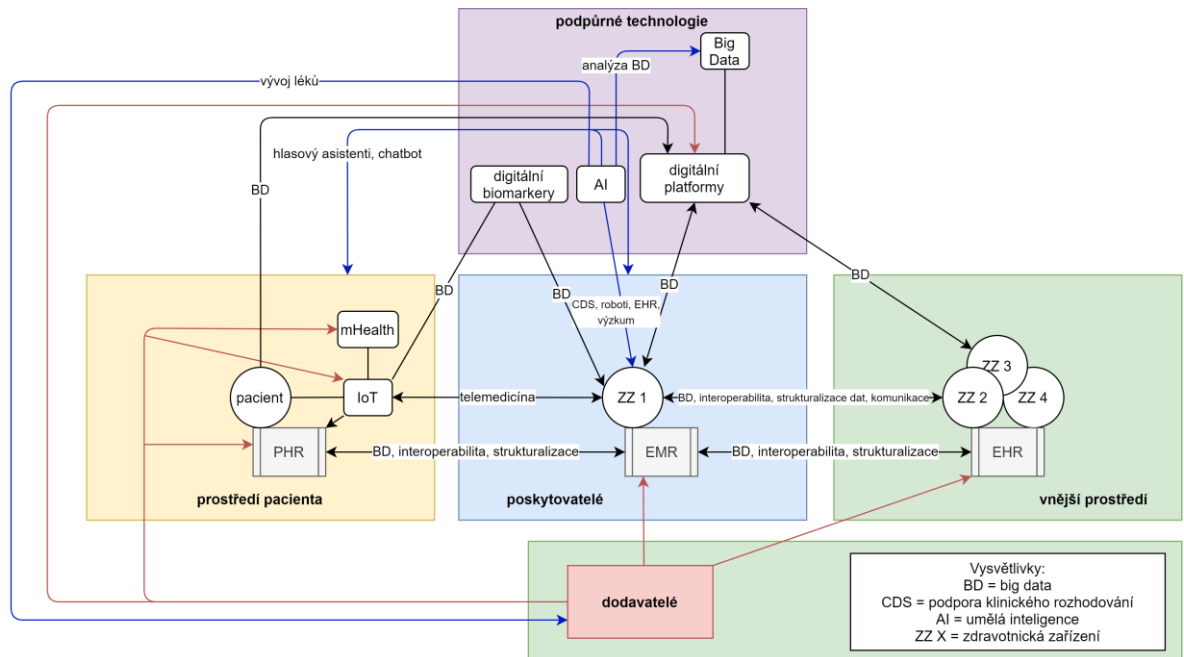 podpůrné technologie
Big
Data
analýza BD
vývoj léků
hlasový asistenti, chatbot
BD
digitální
biomarkery
AI
digitální
platformy
BD
BD
BD
BD
CDS, roboti, EHR,
výzkum
mHealth
pacient
IoT
telemedicína
ZZ 1
BD, interoperabilita, strukturalizace dat, komunikace
ZZ 3
ZZ 2
ZZ 4
PHR
BD, interoperabilita, strukturalizace
EMR
BD, interoperabilita, strukturalizace
EHR
prostředí pacienta
poskytovatelé
vnější prostředí
dodavatelé
Vysvětlivky:
BD = big data
CDS = podpora klinického rozhodování
AI = umělá inteligence
ZZ X = zdravotnická zařízení